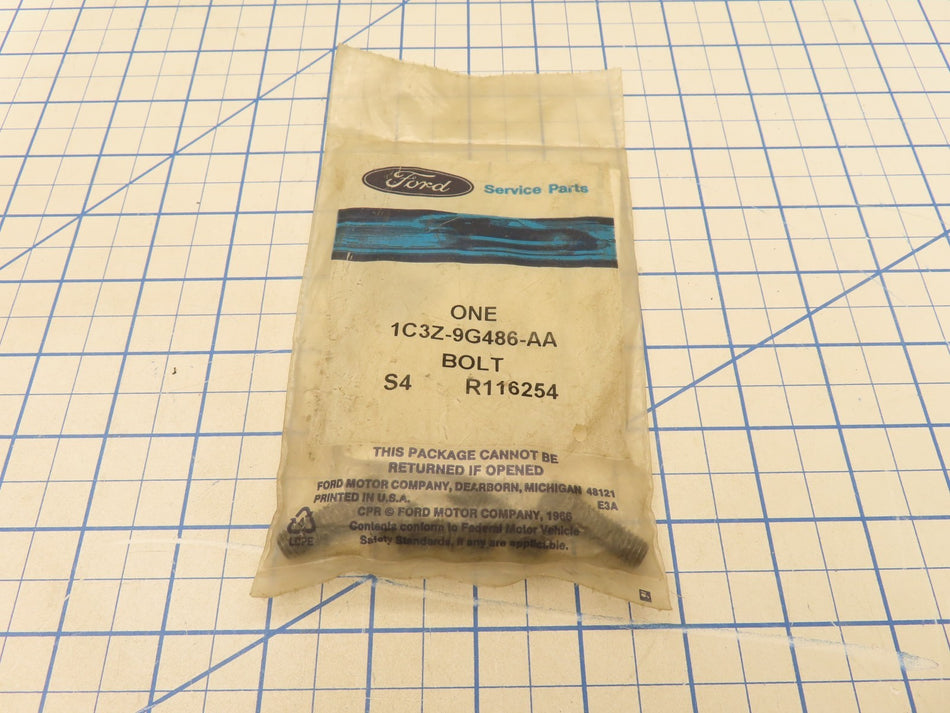 Ford Service Parts
ONE
1C3Z-9G486-AA
BOLT
S4 R116254
THIS PACKAGE CANNOT BE
RETURNED IF OPENED
FORD MOTOR COMPANY, DEARBORN, MICHIGAN 48121
PRINTED IN U.S.A. E3A
CPR © FORD MOTOR COMPANY, 1966
Contents conform to Federal Motor Vehicle
Safety Standards, if any are applicable.
4
LDPE